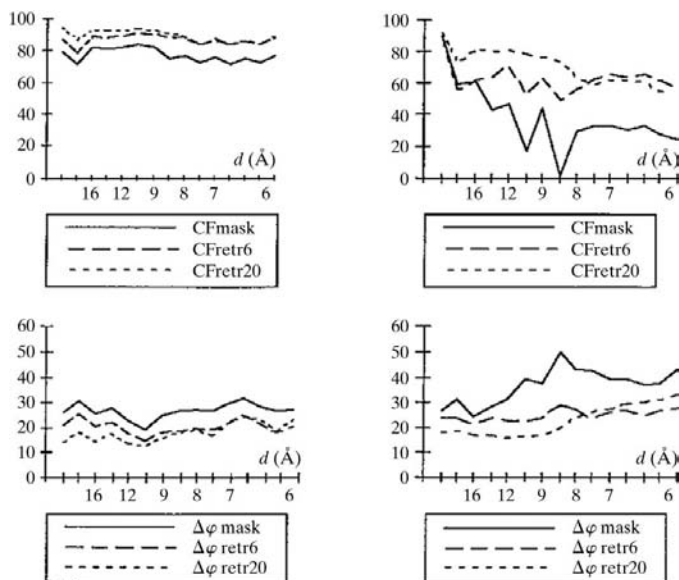 100
80
60
40
20
0
d (Å)
16 12 9 8 7 6
CFmask
CFretr6
CFretr20
100
80
60
40
20
0
d (Å)
16 12 9 8 7 6
CFmask
CFretr6
CFretr20
60
50
40
30
20
10
0
d (Å)
16 12 9 8 7 6
Δφ mask
Δφ retr6
Δφ retr20
60
50
40
30
20
10
0
d (Å)
16 12 9 8 7 6
Δφ mask
Δφ retr6
Δφ retr20